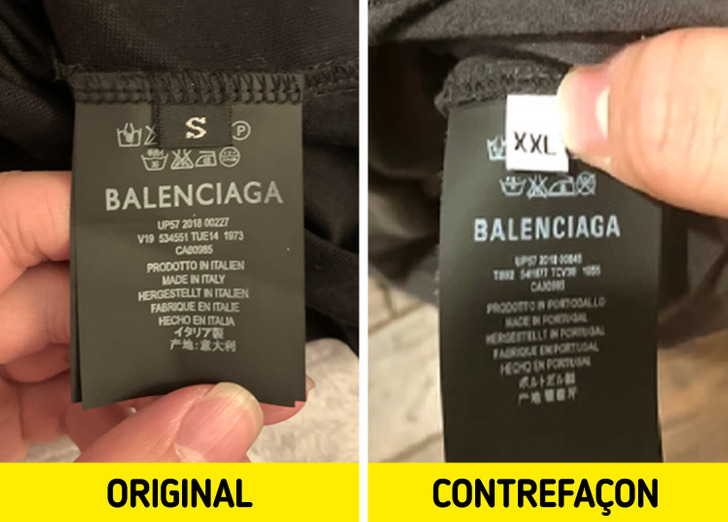 S
P
BALENCIAGA
UP57 2018 00227
V19 534551 TUE14 1973
CA00985
PRODOTTO IN ITALIEN
MADE IN ITALY
HERGESTELLT IN ITALIEN
FABRIQUE EN ITALIE
HECHO EN ITALIA
イタリア製
产地:意大利
ORIGINAL
XXL
BALENCIAGA
UP57 2018
PRODOTTO IN PORTOGALLO
MADE IN PORTUGAL
HERGESTELLT IN PORTUGAL
FABRIQUE EN PORTUGAL
HECHO EN PORTUGAL
CONTREFAÇON